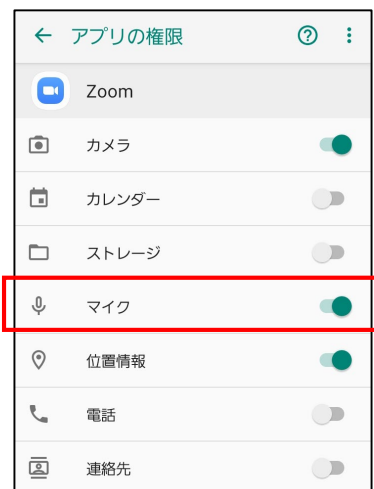 アプリの権限
Zoom
カメラ
カレンダー
ストレージ
マイク
位置情報
電話
連絡先